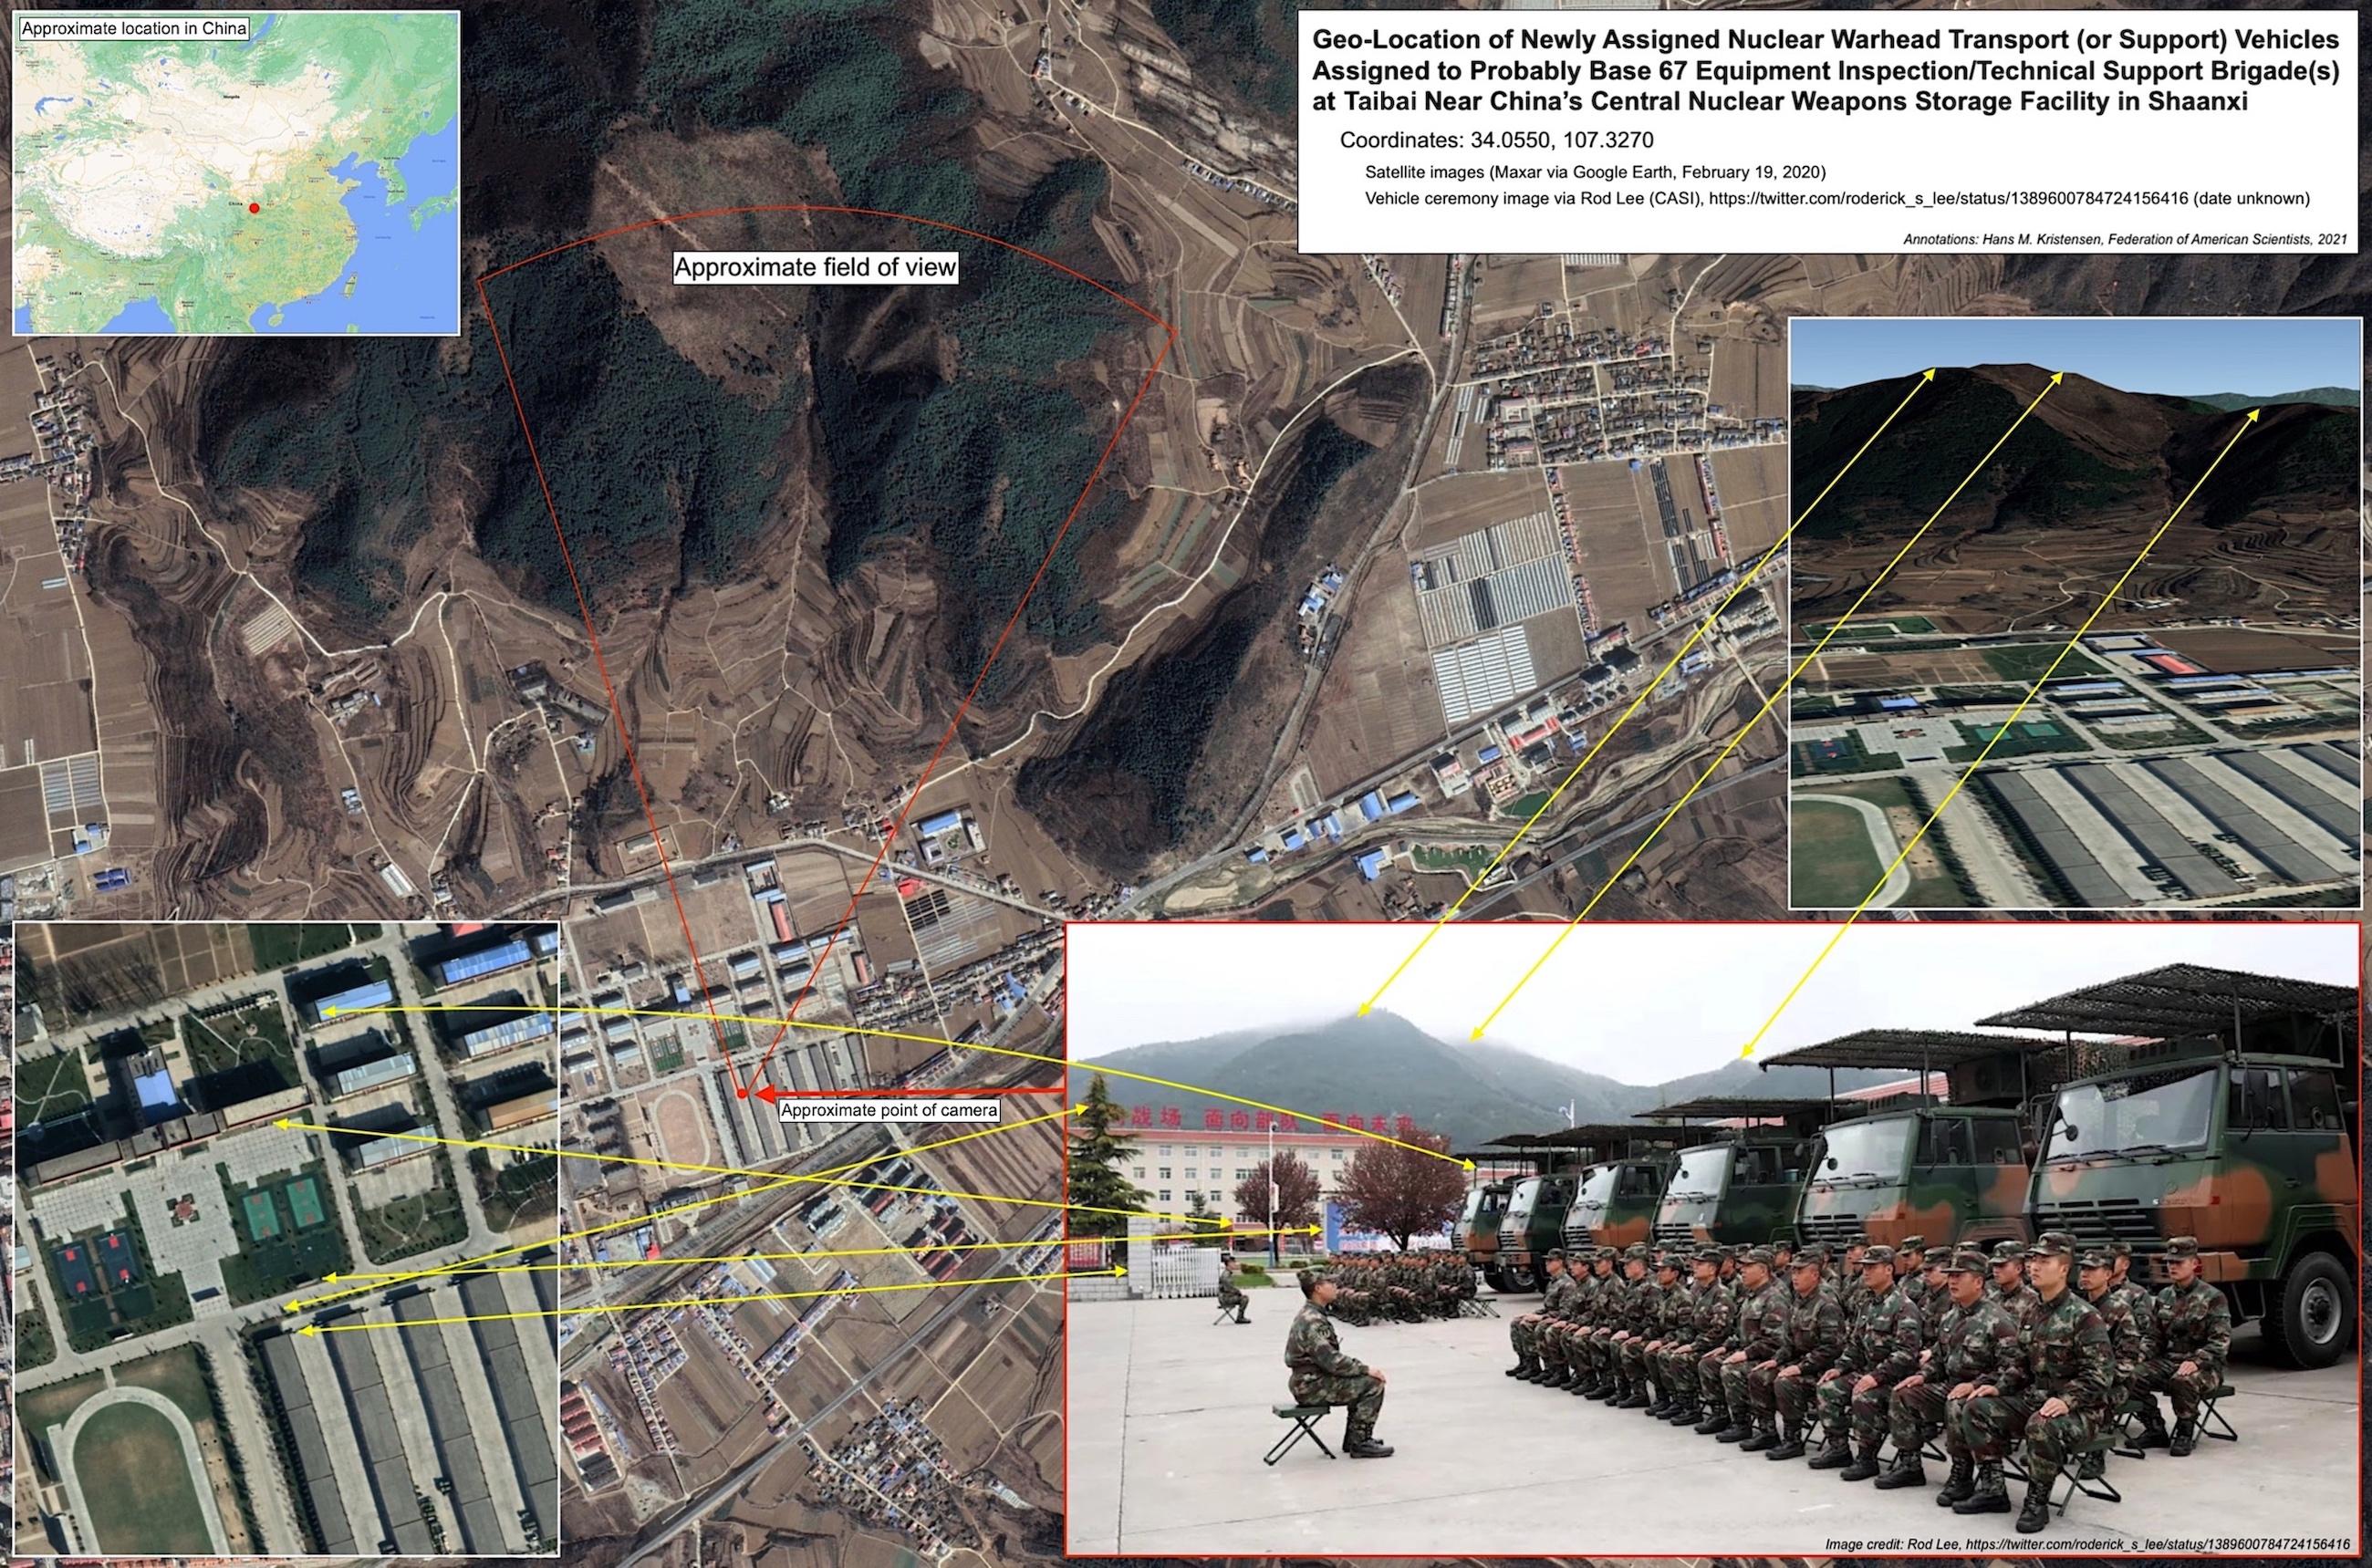 Approximate location in China
China
India
Geo-Location of Newly Assigned Nuclear Warhead Transport (or Support) Vehicles
Assigned to Probably Base 67 Equipment Inspection/Technical Support Brigade(s)
at Taibai Near China’s Central Nuclear Weapons Storage Facility in Shaanxi
Coordinates: 34.0550, 107.3270
Satellite images (Maxar via Google Earth, February 19, 2020)
Vehicle ceremony image via Rod Lee (CASI), https://twitter.com/roderick_s_lee/status/1389600784724156416 (date unknown)
Annotations: Hans M. Kristensen, Federation of American Scientists, 2021
Approximate field of view
Approximate point of camera
战场 面向部队 面向未来
Image credit: Rod Lee, https://twitter.com/roderick_s_lee/status/1389600784724156416